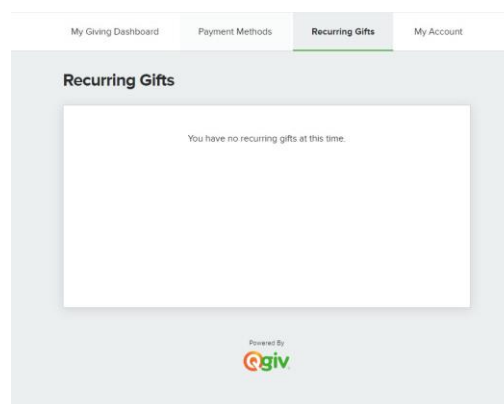 My Giving Dashboard Payment Methods Recurring Gifts My Account
Recurring Gifts
You have no recurring gifts at this time.
Powered By
Qgiv